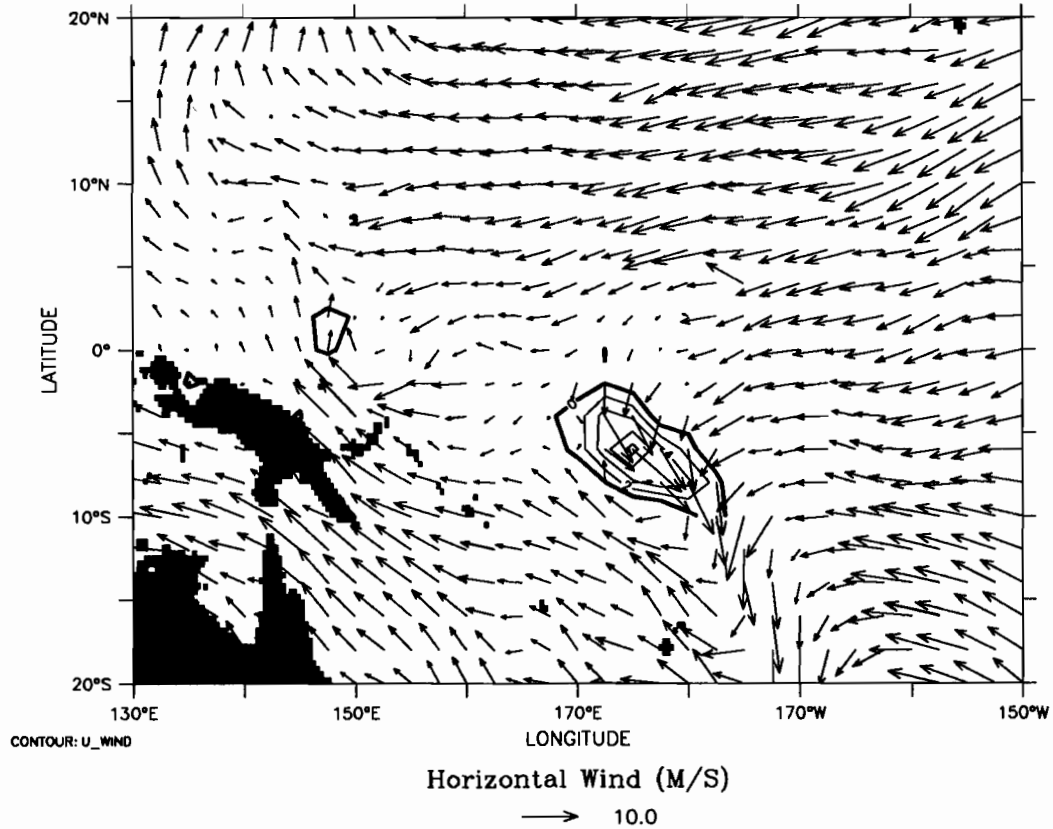 20°N
10°N
0°
10°S
20°S
LATITUDE
130°E 150°E 170°E 170°W 150°W
LONGITUDE
CONTOUR: U_WIND
Horizontal Wind (M/S)
10.0